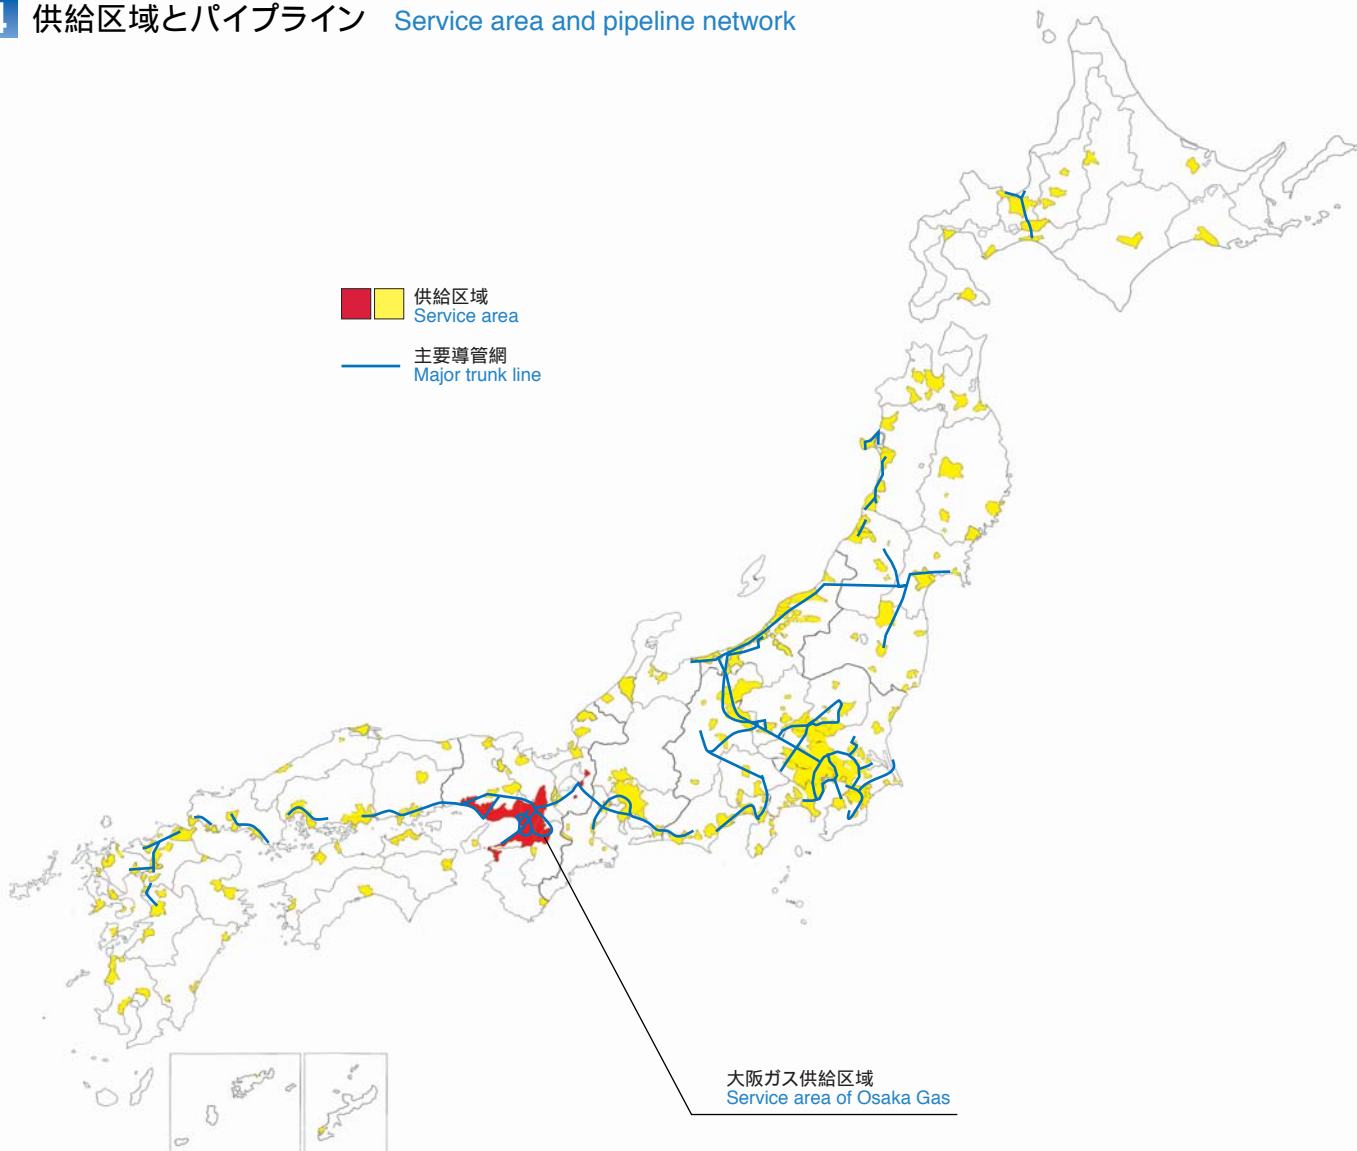 4 供給区域とパイプライン Service area and pipeline network
供給区域
Service area
主要導管網
Major trunk line
大阪ガス供給区域
Service area of Osaka Gas